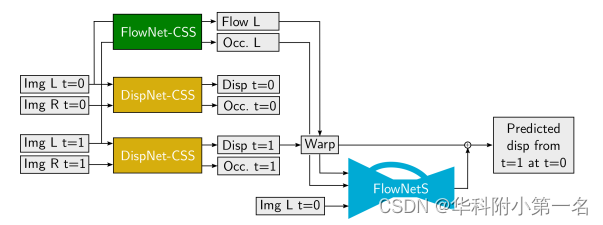 Flow L
FlowNet-CSS
Occ. L
Img L t=0
Disp t=0
DispNet-CSS
Img R t=0
Occ. t=0
Img L t=1
Disp t=1
Warp
DispNet-CSS
Img R t=1
Occ. t=1
Predicted
disp from
t=1 at t=0
FlowNetS
Img L t=0
CSDN @华科附小第一名